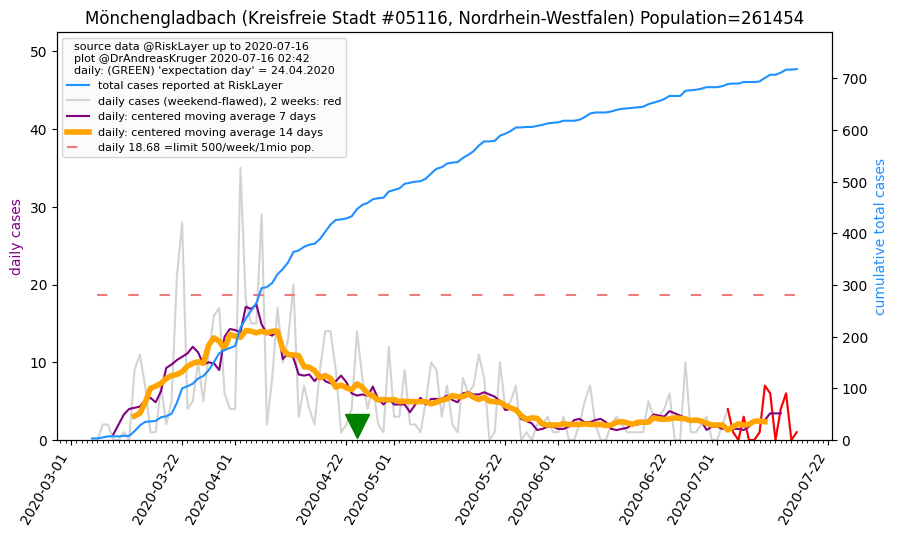 Mönchengladbach (Kreisfreie Stadt #05116, Nordrhein-Westfalen) Population=261454
source data @RiskLayer up to 2020-07-16
plot @DrAndreasKruger 2020-07-16 02:42
daily: (GREEN) 'expectation day' = 24.04.2020
total cases reported at RiskLayer
daily cases (weekend-flawed), 2 weeks: red
daily: centered moving average 7 days
daily: centered moving average 14 days
daily 18.68 =limit 500/week/1mio pop.
daily cases
50
40
30
20
10
0
cumulative total cases
700
600
500
400
300
200
100
0
2020-03-01
2020-03-22
2020-04-01
2020-04-22
2020-05-01
2020-05-22
2020-06-01
2020-06-22
2020-07-01
2020-07-22